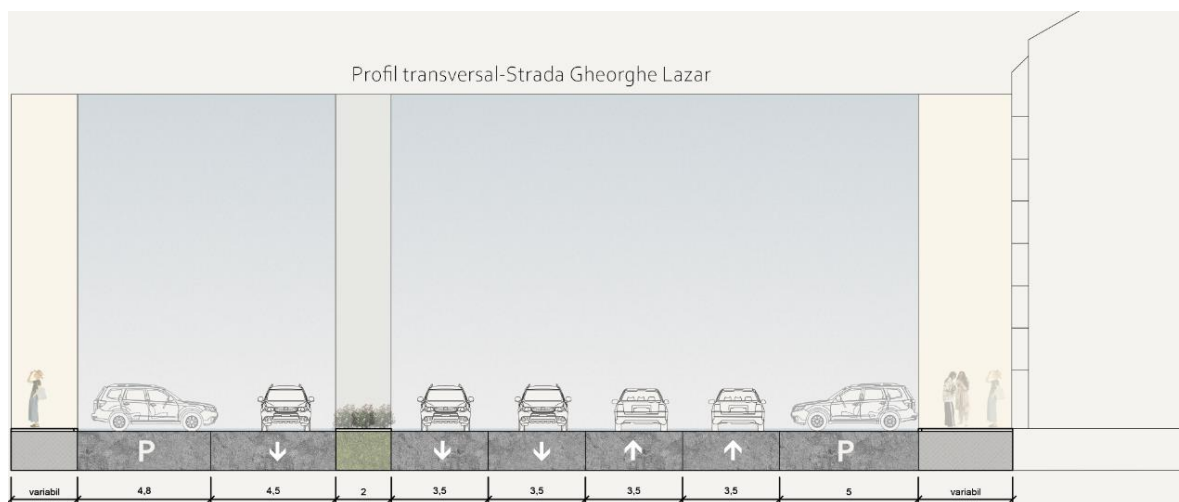 Profil transversal-Strada Gheorghe Lazar
P
P
variabil 4,8 4,5 2 3,5 3,5 3,5 3,5 5 variabil